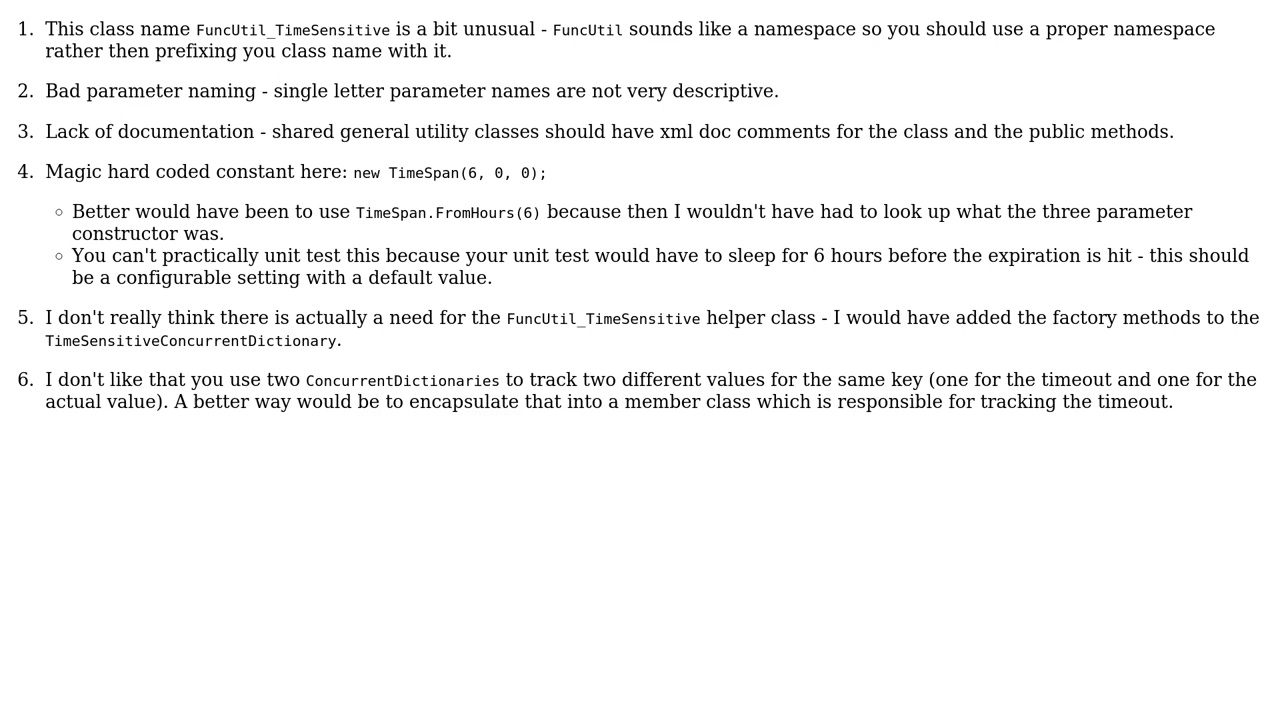 1. This class name FuncUtil_TimeSensitive is a bit unusual - FuncUtil sounds like a namespace so you should use a proper namespace
rather then prefixing you class name with it.
2. Bad parameter naming - single letter parameter names are not very descriptive.
3. Lack of documentation - shared general utility classes should have xml doc comments for the class and the public methods.
4. Magic hard coded constant here: new TimeSpan(6, 0, 0);
◦ Better would have been to use TimeSpan.FromHours(6) because then I wouldn't have had to look up what the three parameter
constructor was.
◦ You can't practically unit test this because your unit test would have to sleep for 6 hours before the expiration is hit - this should
be a configurable setting with a default value.
5. I don't really think there is actually a need for the FuncUtil_TimeSensitive helper class - I would have added the factory methods to the
TimeSensitiveConcurrentDictionary.
6. I don't like that you use two ConcurrentDictionaries to track two different values for the same key (one for the timeout and one for the
actual value). A better way would be to encapsulate that into a member class which is responsible for tracking the timeout.